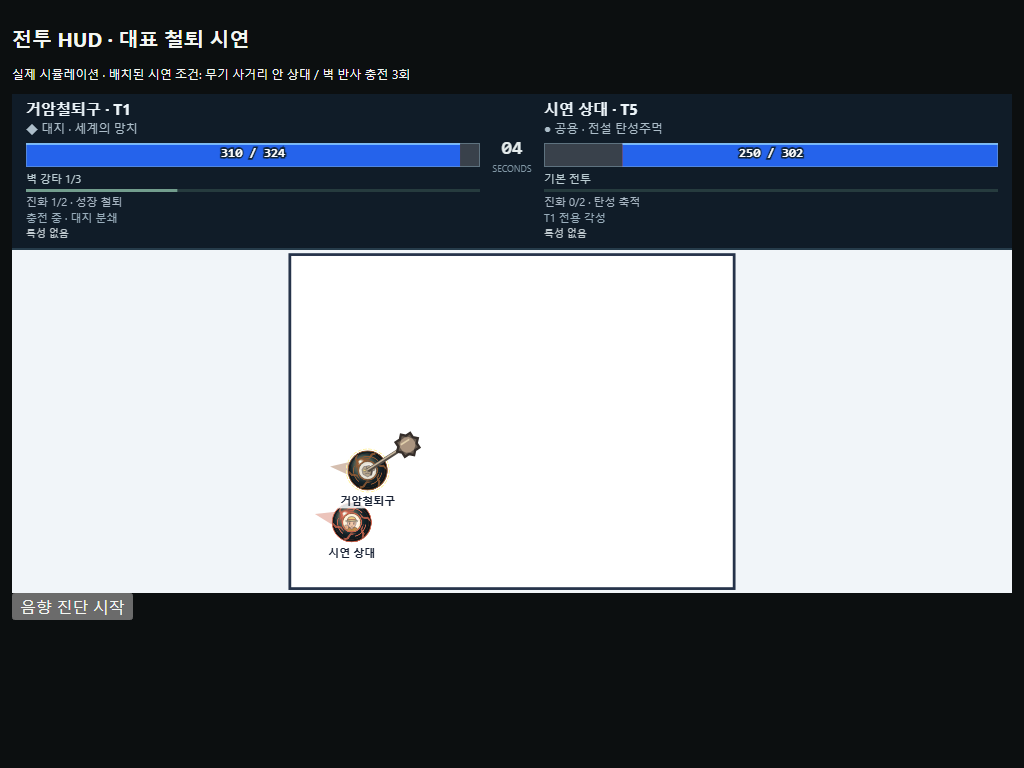 전투 HUD · 대표 철퇴 시연
실제 시뮬레이션 · 배치된 시연 조건: 무기 사거리 안 상대 / 벽 반사 충전 3회
거암철퇴구 · T1
◆ 대지 · 세계의 망치
310 / 324
벽 강타 1/3
진화 1/2 · 성장 철퇴
충전 중 · 대지 분쇄
특성 없음
04
SECONDS
시연 상대 · T5
● 공용 · 전설 탄성주먹
250 / 302
기본 전투
진화 0/2 · 탄성 축적
T1 전용 각성
특성 없음
거암철퇴구
시연 상대
음향 진단 시작